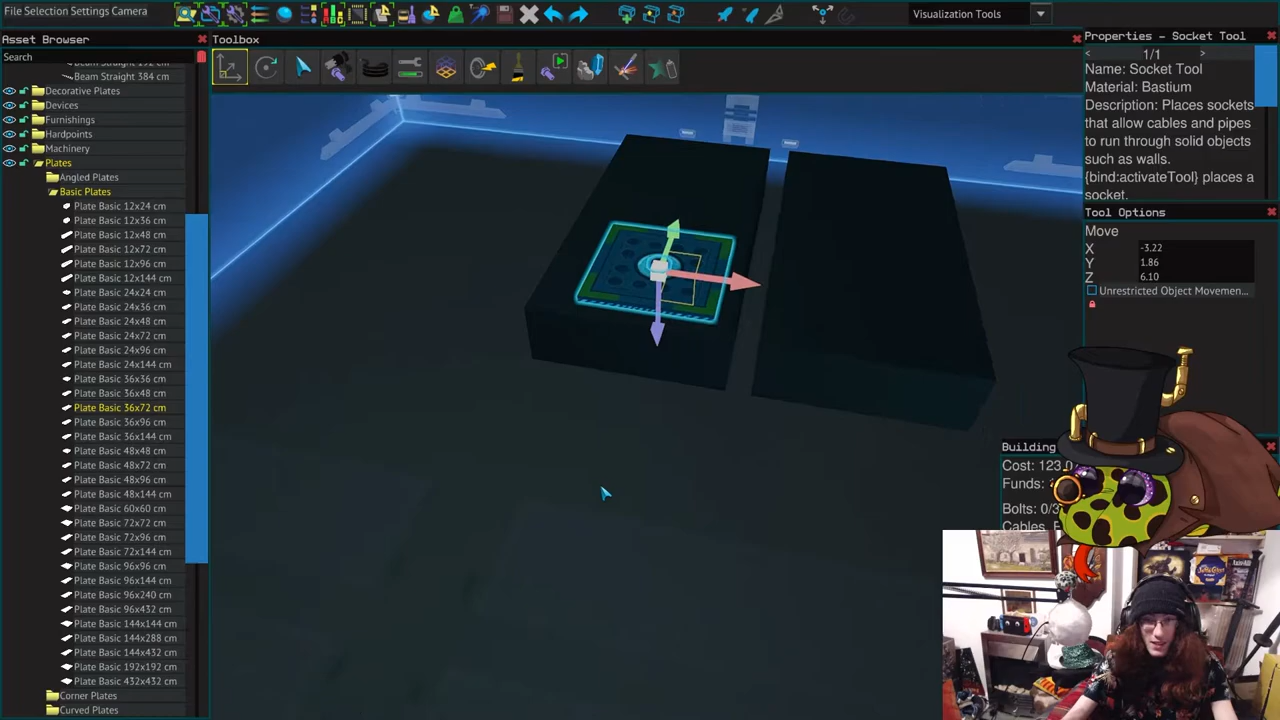 File Selection Settings Camera
Visualization Tools
Asset Browser
Search
Beam Straight 384 cm
Decorative Plates
Devices
Furnishings
Hardpoints
Machinery
Plates
Angled Plates
Basic Plates
Plate Basic 12x24 cm
Plate Basic 12x36 cm
Plate Basic 12x48 cm
Plate Basic 12x72 cm
Plate Basic 12x96 cm
Plate Basic 12x144 cm
Plate Basic 24x24 cm
Plate Basic 24x36 cm
Plate Basic 24x48 cm
Plate Basic 24x72 cm
Plate Basic 24x96 cm
Plate Basic 24x144 cm
Plate Basic 36x36 cm
Plate Basic 36x48 cm
Plate Basic 36x72 cm
Plate Basic 36x96 cm
Plate Basic 36x144 cm
Plate Basic 48x48 cm
Plate Basic 48x72 cm
Plate Basic 48x96 cm
Plate Basic 48x144 cm
Plate Basic 60x60 cm
Plate Basic 72x72 cm
Plate Basic 72x96 cm
Plate Basic 72x144 cm
Plate Basic 96x96 cm
Plate Basic 96x144 cm
Plate Basic 96x240 cm
Plate Basic 96x432 cm
Plate Basic 144x144 cm
Plate Basic 144x288 cm
Plate Basic 144x432 cm
Plate Basic 192x192 cm
Plate Basic 432x432 cm
Corner Plates
Curved Plates
Toolbox
Properties - Socket Tool
< 1/1 >
Name: Socket Tool
Material: Bastium
Description: Places sockets
that allow cables and pipes
to run through solid objects
such as walls.
{bind:activateTool} places a
socket.
Tool Options
Move
X -3.22
Y 1.86
Z 6.10
Unrestricted Object Movemen...
Building
Cost: 123.0
Funds:
Bolts: 0/3